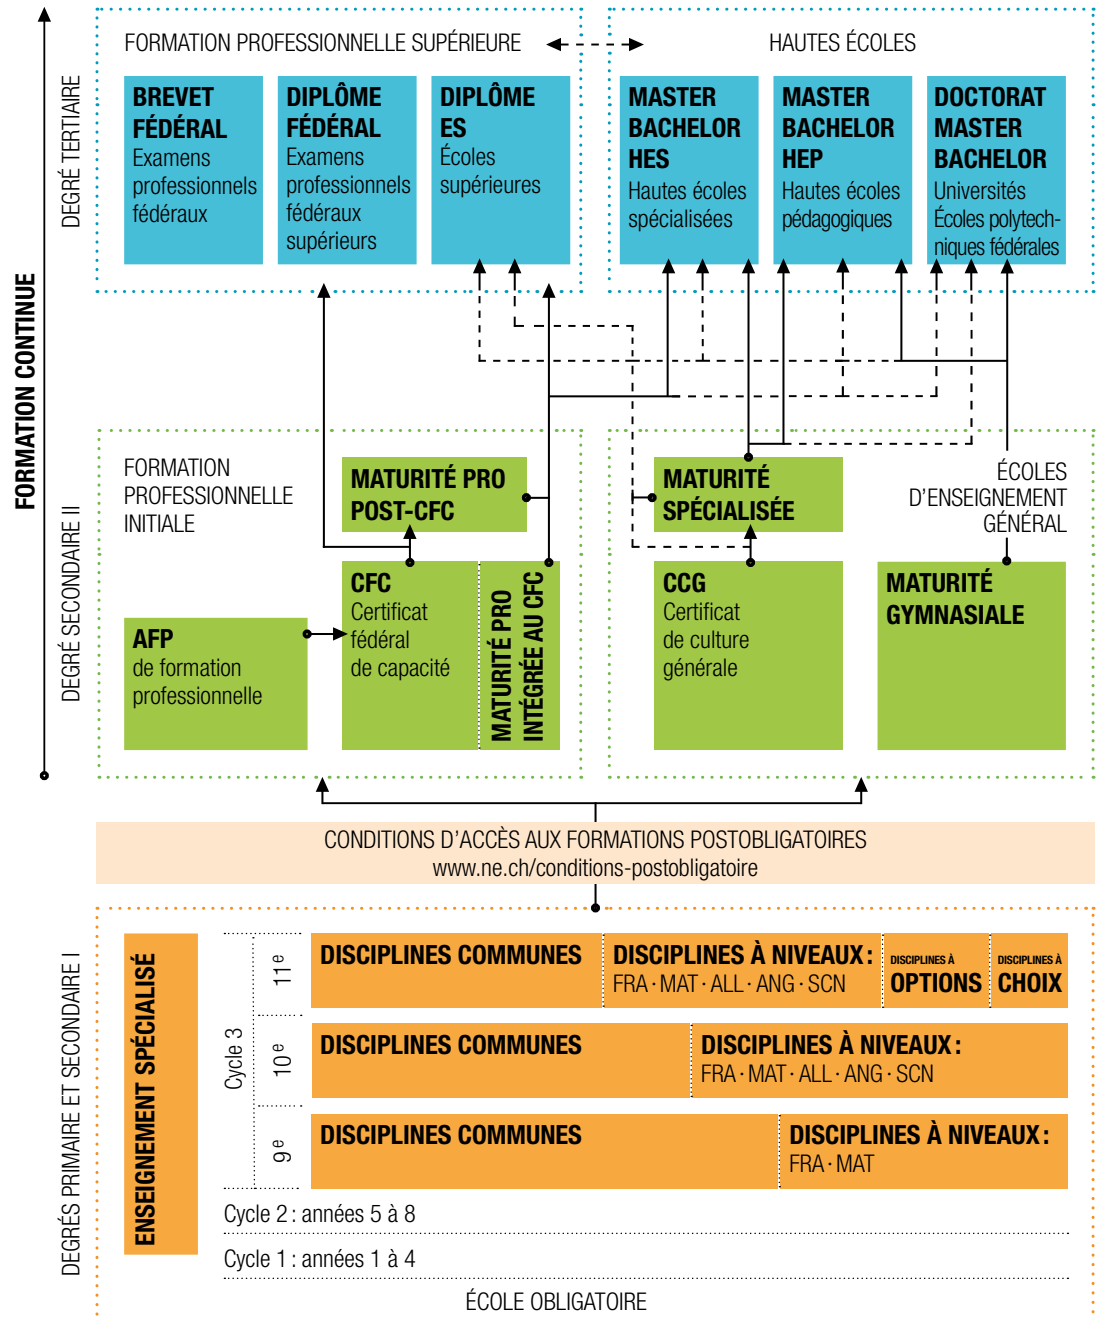 FORMATION CONTINUE
DEGRÉ TERTIAIRE
FORMATION PROFESSIONNELLE SUPÉRIEURE
HAUTES ÉCOLES
BREVET
FÉDÉRAL
Examens
professionnels
fédéraux
DIPLÔME
FÉDÉRAL
Examens
professionnels
fédéraux
supérieurs
DIPLÔME
ES
Écoles
supérieures
MASTER
BACHELOR
HES
Hautes écoles
spécialisées
MASTER
BACHELOR
HEP
Hautes écoles
pédagogiques
DOCTORAT
MASTER
BACHELOR
Universités
Écoles polytech-
niques fédérales
DEGRÉ SECONDAIRE II
FORMATION
PROFESSIONNELLE
INITIALE
MATURITÉ PRO
POST-CFC
MATURITÉ
SPÉCIALISÉE
ÉCOLES
D'ENSEIGNEMENT
GÉNÉRAL
AFP
de formation
professionnelle
CFC
Certificat
fédéral
de capacité
MATURITÉ PRO
INTÉGRÉE AU CFC
CCG
Certificat
de culture
générale
MATURITÉ
GYMNASIALE
CONDITIONS D'ACCÈS AUX FORMATIONS POSTOBLIGATOIRES
www.ne.ch/conditions-postobligatoire
DEGRÉS PRIMAIRE ET SECONDAIRE I
ENSEIGNEMENT SPÉCIALISÉ
Cycle 3
11e
DISCIPLINES COMMUNES
DISCIPLINES À NIVEAUX :
FRA · MAT · ALL · ANG · SCN
DISCIPLINES À
OPTIONS
DISCIPLINES À
CHOIX
10e
DISCIPLINES COMMUNES
DISCIPLINES À NIVEAUX :
FRA · MAT · ALL · ANG · SCN
9e
DISCIPLINES COMMUNES
DISCIPLINES À NIVEAUX :
FRA · MAT
Cycle 2 : années 5 à 8
Cycle 1 : années 1 à 4
ÉCOLE OBLIGATOIRE